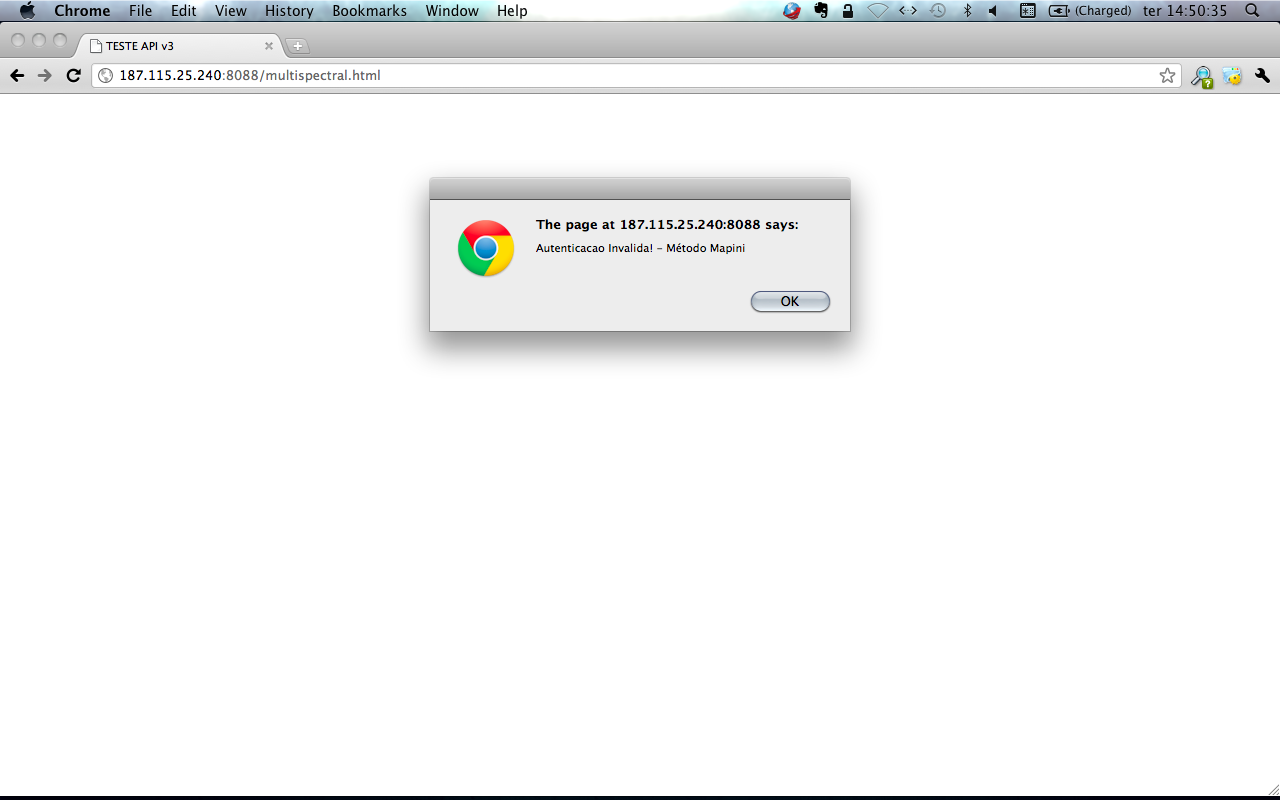 Chrome File Edit View History Bookmarks Window Help (Charged) ter 14:50:35
TESTE API v3
187.115.25.240:8088/multispectral.html
The page at 187.115.25.240:8088 says:
Autenticacao Invalida! - Método Mapini
OK